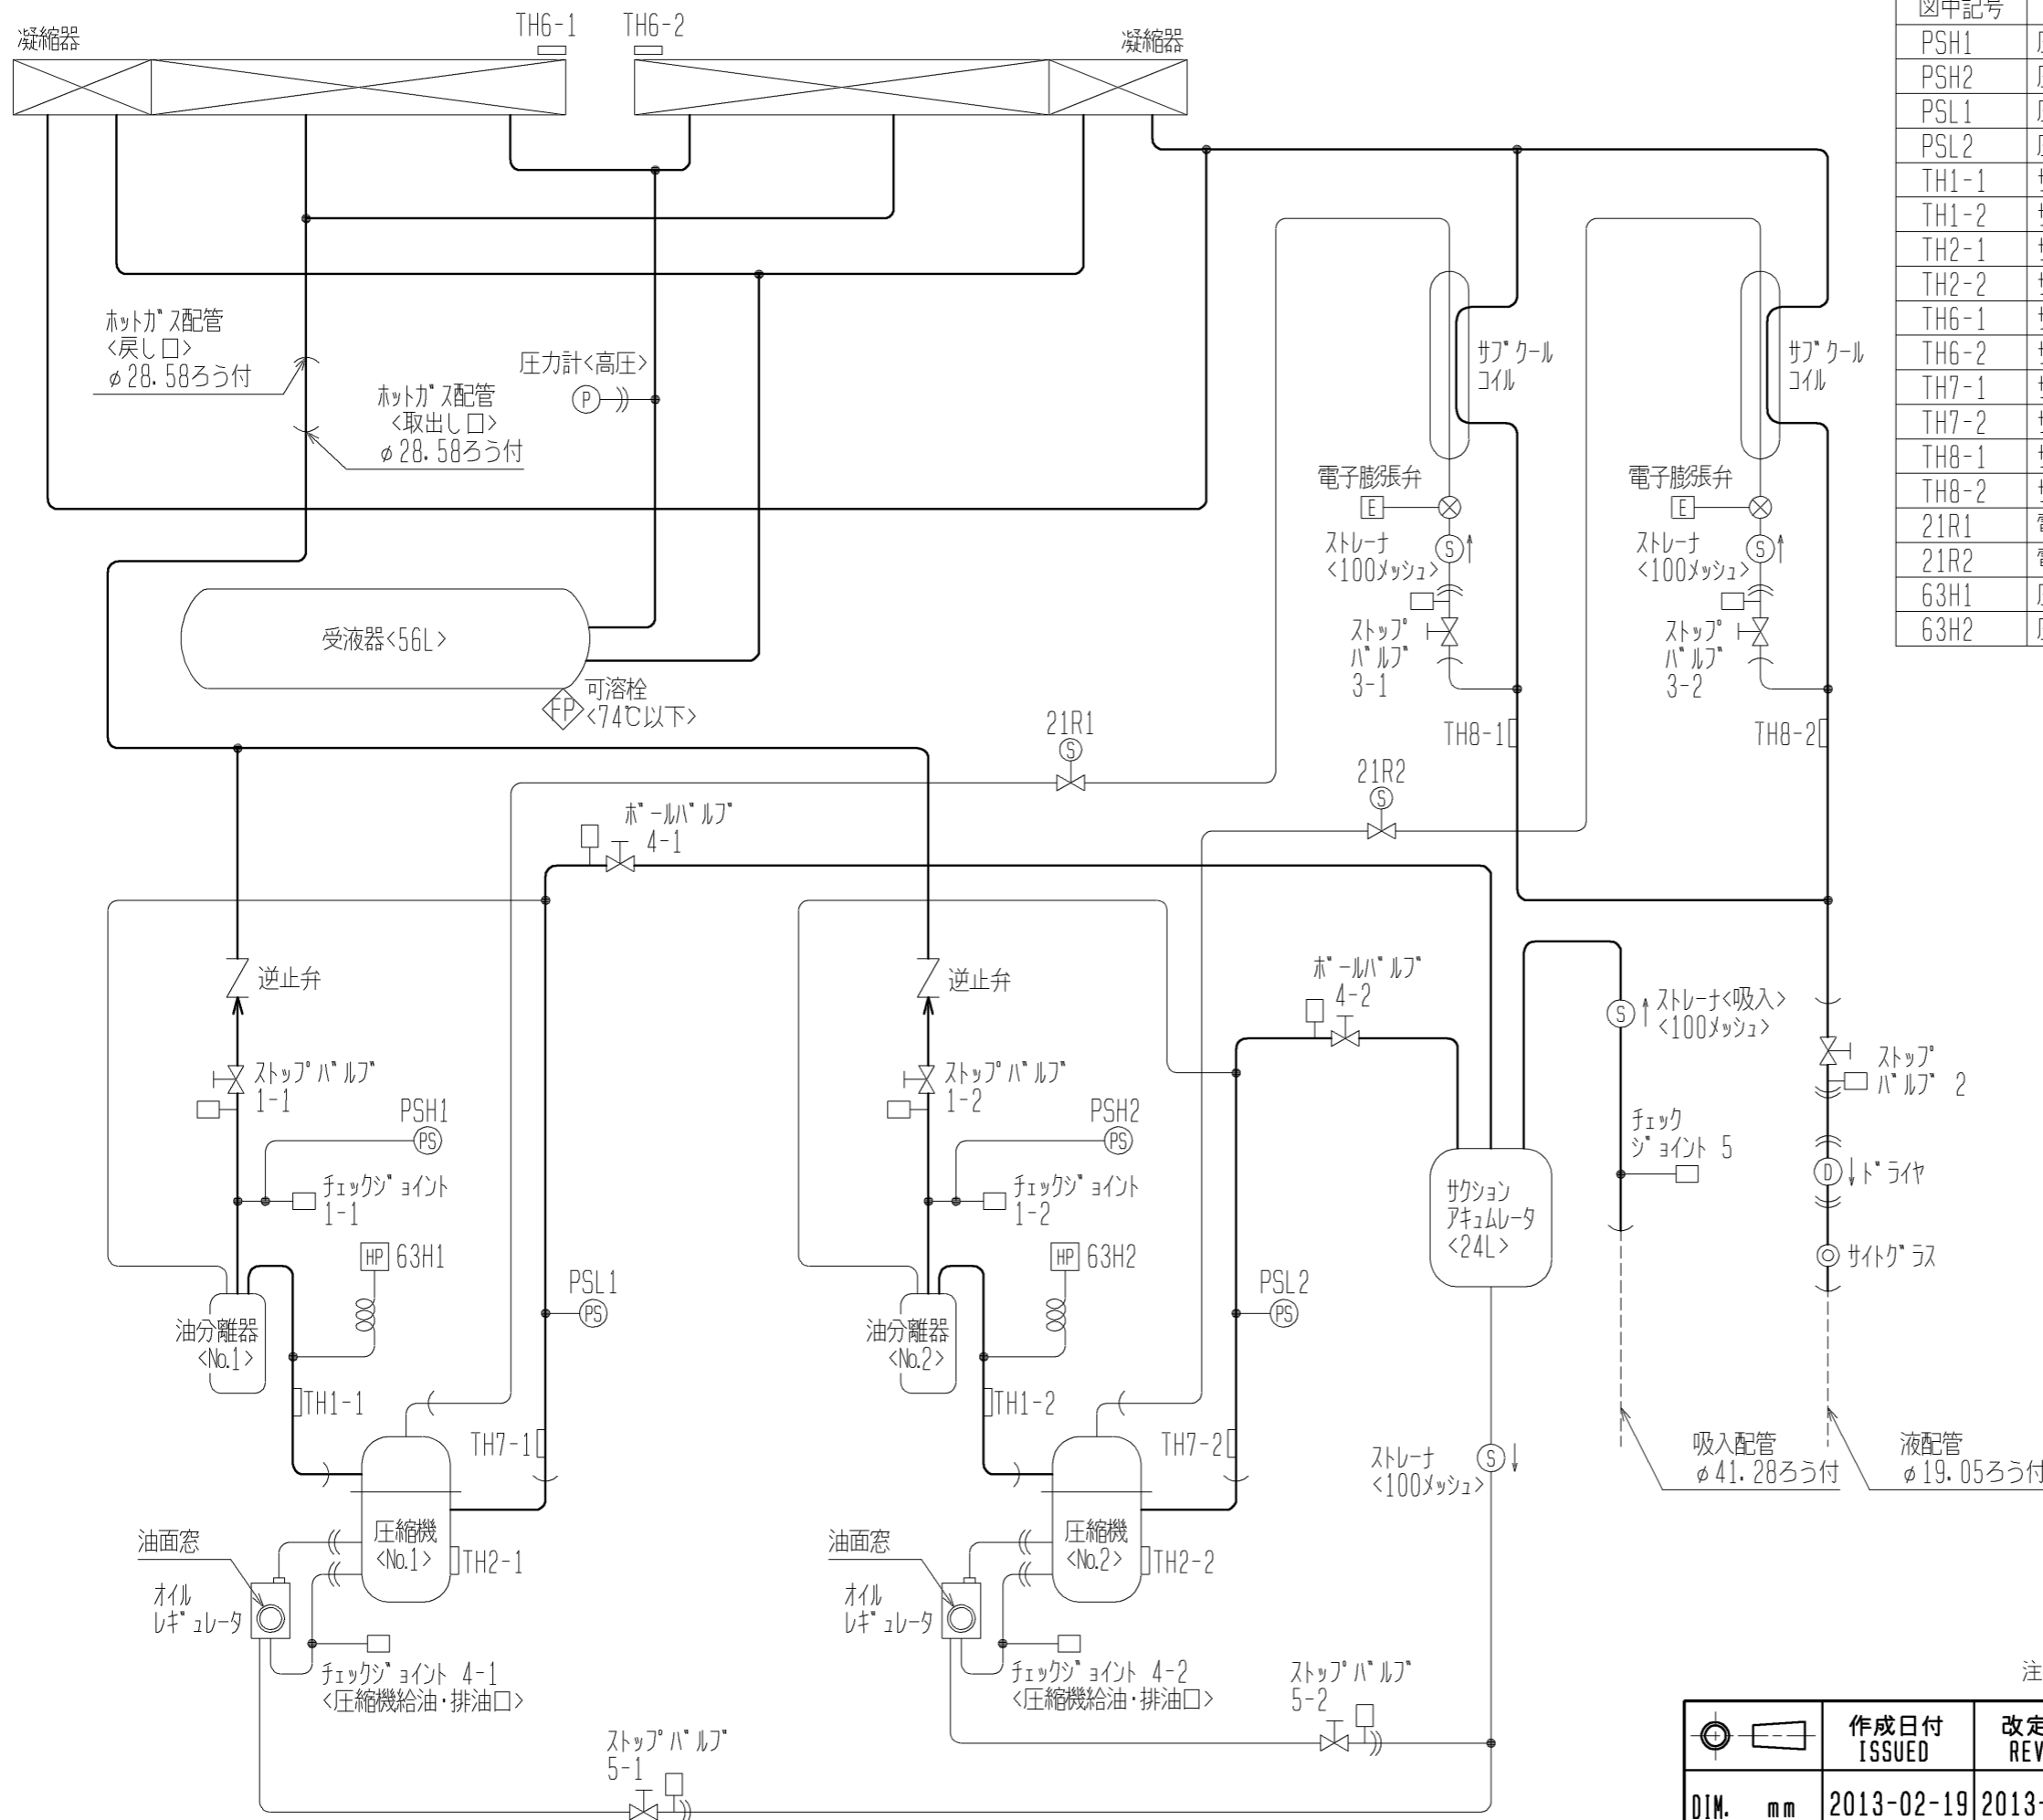 TH6-1
TH6-2
凝縮器
凝縮器
ホットガス配管
<戻し口>
φ28.58ろう付
ホットガス配管
<取出し口>
φ28.58ろう付
圧力計<高圧>
P
サブクール
コイル
サブクール
コイル
電子膨張弁
E
電子膨張弁
E
ストレーナ
<100メッシュ>
S
ストレーナ
<100メッシュ>
S
ストップ
バルブ
3-1
ストップ
バルブ
3-2
受液器<56L>
FP
可溶栓
<74℃以下>
TH8-1
TH8-2
21R1
S
21R2
S
ボールバルブ
4-1
逆止弁
逆止弁
ボールバルブ
4-2
S
ストレーナ<吸入>
<100メッシュ>
ストップバルブ
1-1
ストップバルブ
1-2
ストップ
バルブ 2
PSH1
PS
PSH2
PS
チェック
ジョイント 5
チェックジョイント
1-1
チェックジョイント
1-2
サクション
アキュムレータ
<24L>
D
ドライヤ
サイトグラス
HP
63H1
PSL1
PS
HP
63H2
PSL2
PS
油分離器
<No.1>
油分離器
<No.2>
TH1-1
TH1-2
TH7-1
TH7-2
ストレーナ
<100メッシュ>
S
吸入配管
φ41.28ろう付
液配管
φ19.05ろう付
圧縮機
<No.1>
圧縮機
<No.2>
TH2-1
TH2-2
油面窓
油面窓
オイル
レギュレータ
オイル
レギュレータ
チェックジョイント 4-1
<圧縮機給油・排油口>
チェックジョイント 4-2
<圧縮機給油・排油口>
ストップバルブ
5-1
ストップバルブ
5-2
図中記号
PSH1
PSH2
PSL1
PSL2
TH1-1
TH1-2
TH2-1
TH2-2
TH6-1
TH6-2
TH7-1
TH7-2
TH8-1
TH8-2
21R1
21R2
63H1
63H2
注
作成日付
ISSUED
改定
REV
DIM. mm
2013-02-19
2013-